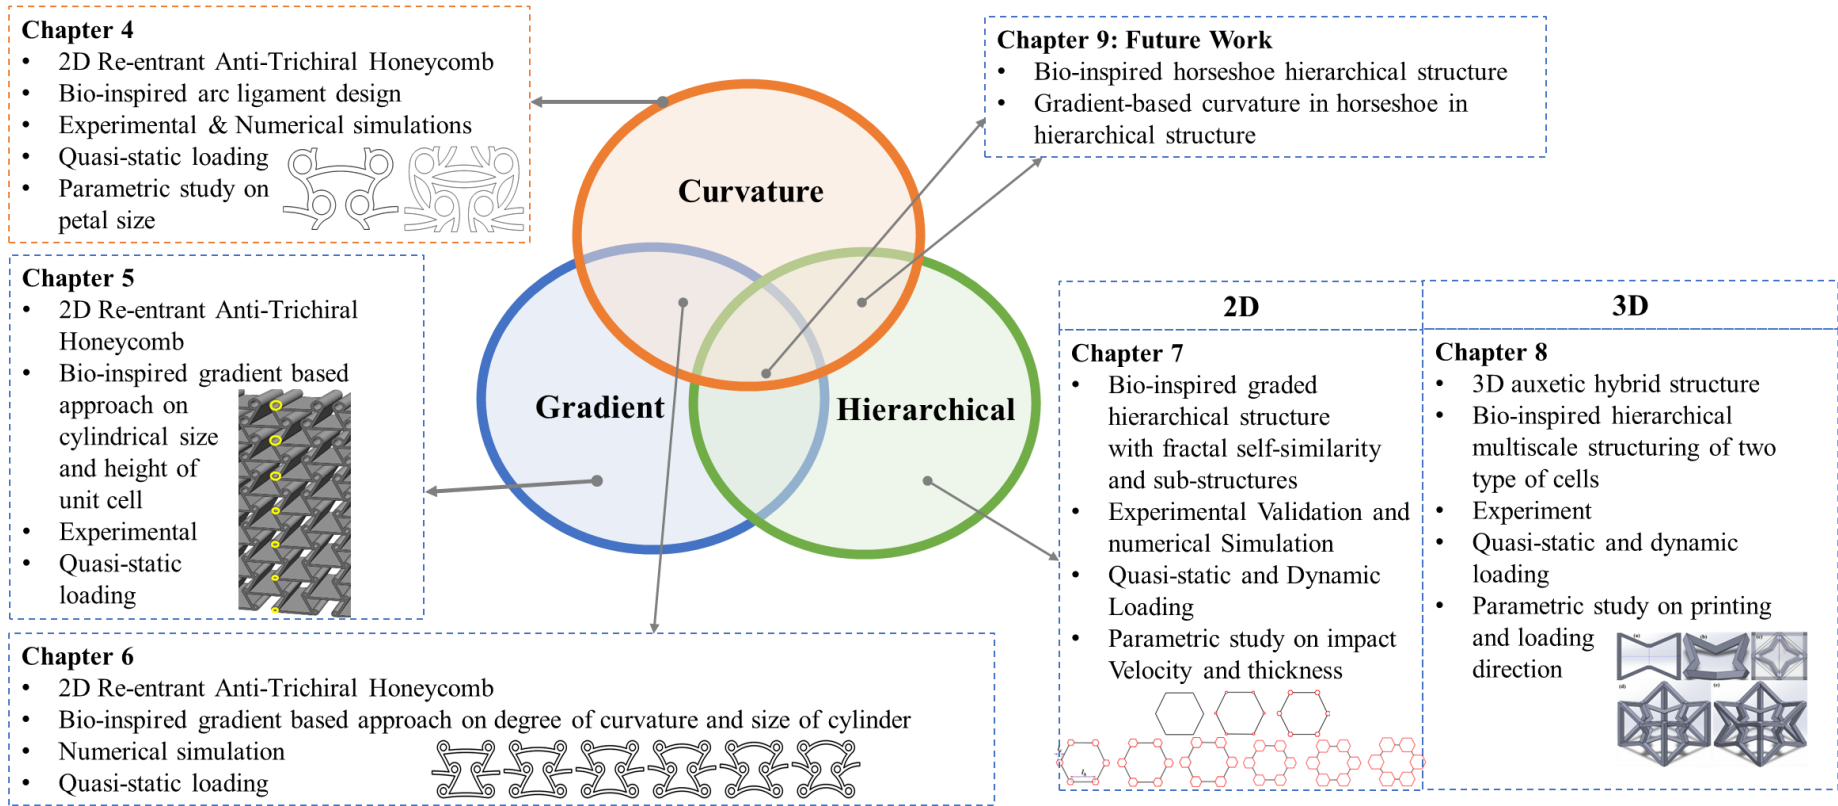 Chapter 4
• 2D Re-entrant Anti-Trichiral Honeycomb
• Bio-inspired arc ligament design
• Experimental & Numerical simulations
• Quasi-static loading
• Parametric study on
petal size
Chapter 9: Future Work
• Bio-inspired horseshoe hierarchical structure
• Gradient-based curvature in horseshoe in
hierarchical structure
Curvature
Gradient
Hierarchical
Chapter 5
• 2D Re-entrant Anti-Trichiral
Honeycomb
• Bio-inspired gradient based
approach on
cylindrical size
and height of
unit cell
• Experimental
• Quasi-static
loading
Chapter 6
• 2D Re-entrant Anti-Trichiral Honeycomb
• Bio-inspired gradient based approach on degree of curvature and size of cylinder
• Numerical simulation
• Quasi-static loading
2D
Chapter 7
• Bio-inspired graded
hierarchical structure
with fractal self-similarity
and sub-structures
• Experimental Validation and
numerical Simulation
• Quasi-static and Dynamic
Loading
• Parametric study on impact
Velocity and thickness
3D
Chapter 8
• 3D auxetic hybrid structure
• Bio-inspired hierarchical
multiscale structuring of two
type of cells
• Experiment
• Quasi-static and dynamic
loading
• Parametric study on printing
and loading
direction
(a)
(b)
(c)
(d)
(e)